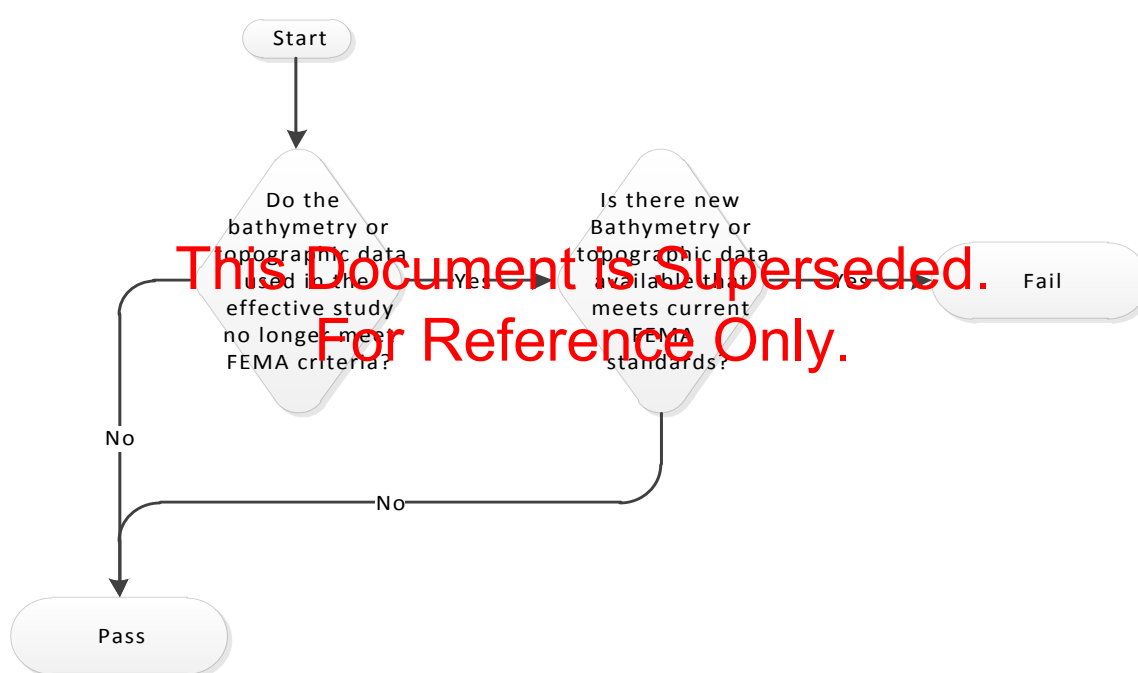 Start
Do the
bathymetry or
topographic data
used in the
effective study
no longer meet
FEMA criteria?
Yes
Is there new
Bathymetry or
topographic data
available that
meets current
FEMA
standards?
Yes
Fail
This Document is Superseded.
For Reference Only.
No
No
Pass